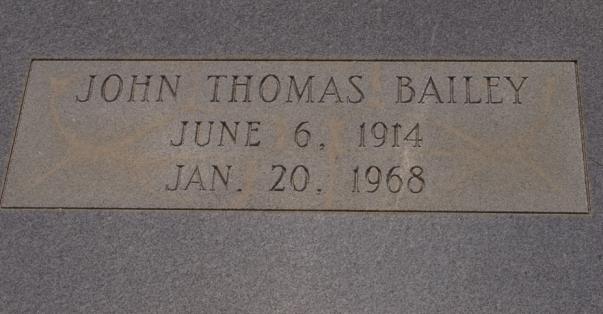 JOHN THOMAS BAILEY
JUNE 6, 1914
JAN. 20, 1968